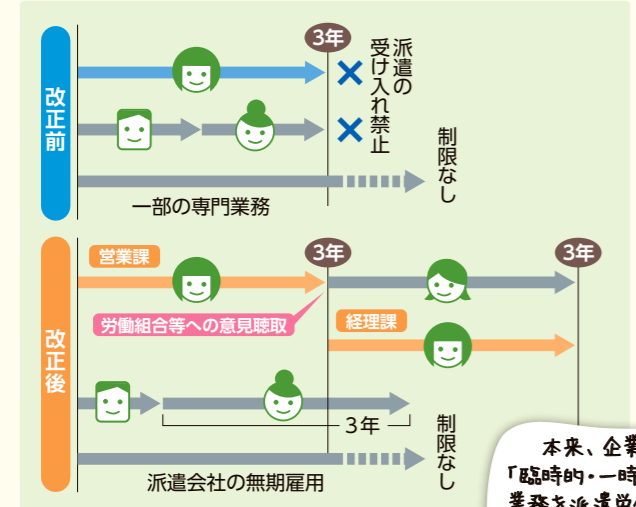 改正前
3年
派遣の
受け入れ禁止
制限なし
一部の専門業務
改正後
営業課
3年
3年
労働組合等への意見聴取
経理課
3年
制限なし
派遣会社の無期雇用
本来、企業
「臨時的・一時
業務を派遣労